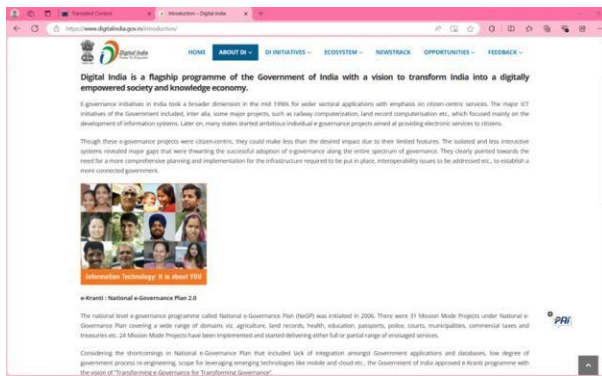 Translated Content
Introduction - Digital India
https://www.digitalindia.gov.in/introduction/
Digital India
Power To Empower
HOME ABOUT DI DI INITIATIVES ECOSYSTEM NEWSTRACK OPPORTUNITIES FEEDBACK
Digital India is a flagship programme of the Government of India with a vision to transform India into a digitally
empowered society and knowledge economy.
E-governance initiatives in India took a broader dimension in the mid 1990s for wider sectoral applications with emphasis on citizen-centric services. The major ICT
initiatives of the Government included, inter alia, some major projects, such as railway computerization, land record computerisation etc., which focused mainly on the
development of information systems. Later on, many states started ambitious individual e-governance projects aimed at providing electronic services to citizens.
Though these e-governance projects were citizen-centric, they could make less than the desired impact due to their limited features. The isolated and less interactive
systems revealed major gaps that were thwarting the successful adoption of e-governance along the entire spectrum of governance. They clearly pointed towards the
need for a more comprehensive planning and implementation for the infrastructure required to be put in place, interoperability issues to be addressed etc., to establish a
more connected government.
Information Technology: It is about YOU
e-Kranti : National e-Governance Plan 2.0
The national level e-governance programme called National e-Governance Plan (NeGP) was initiated in 2006. There were 31 Mission Mode Projects under National e-
Governance Plan covering a wide range of domains viz. agriculture, land records, health, education, passports, police, courts, municipalities, commercial taxes and
treasuries etc. 24 Mission Mode Projects have been implemented and started delivering either full or partial range of envisaged services.
Considering the shortcomings in National e-Governance Plan that included lack of integration amongst Government applications and databases, low degree of
government process re-engineering, scope for leveraging emerging technologies like mobile and cloud etc., the Government of India approved e-Kranti programme with
the vision of "Transforming e-Governance for Transforming Governance".